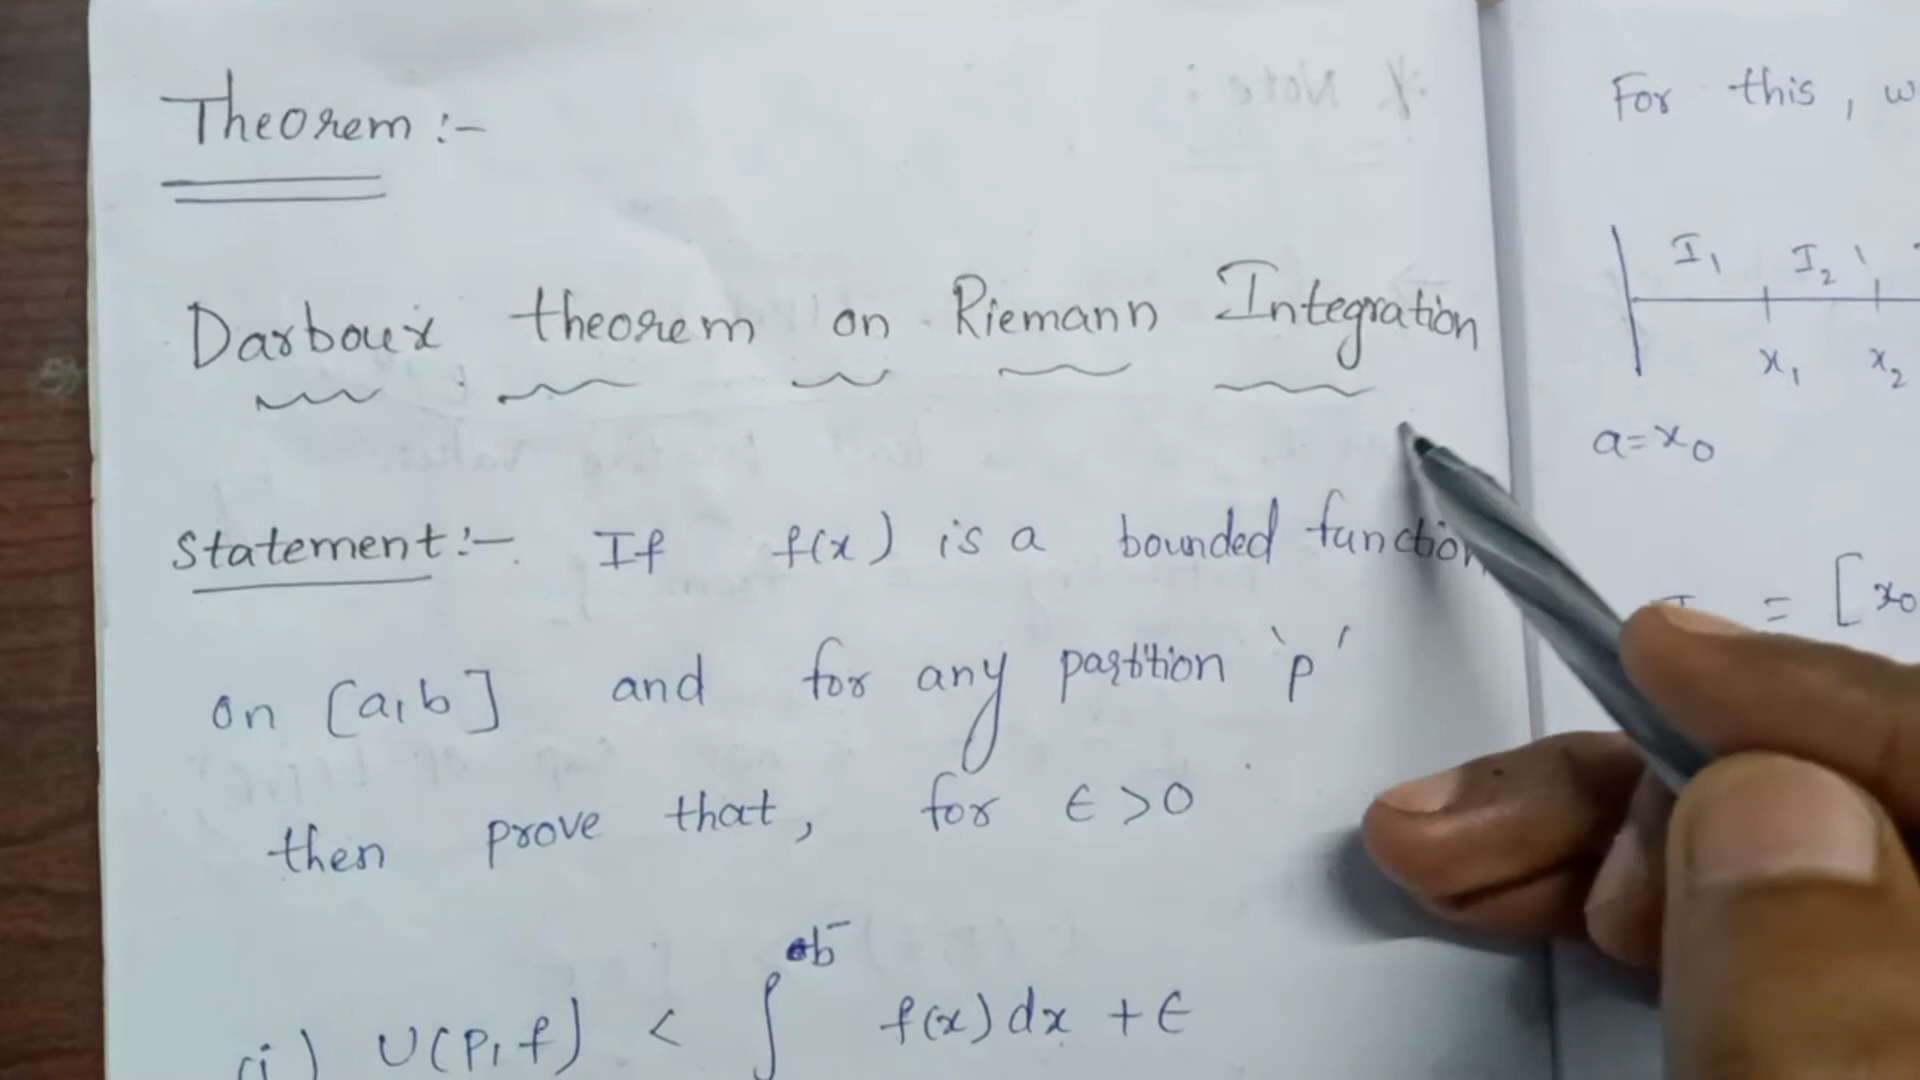 Theorem :-
Darboux theorem on Riemann Integration
Statement :- If f(x) is a bounded function
on [a,b] and for any partition 'p'
then prove that, for ϵ >0
(i) U(P,f) < ∫ b̄ f(x) dx + ϵ
For this,
I₁ I₂
x₁ x₂
a=x₀
= [x₀